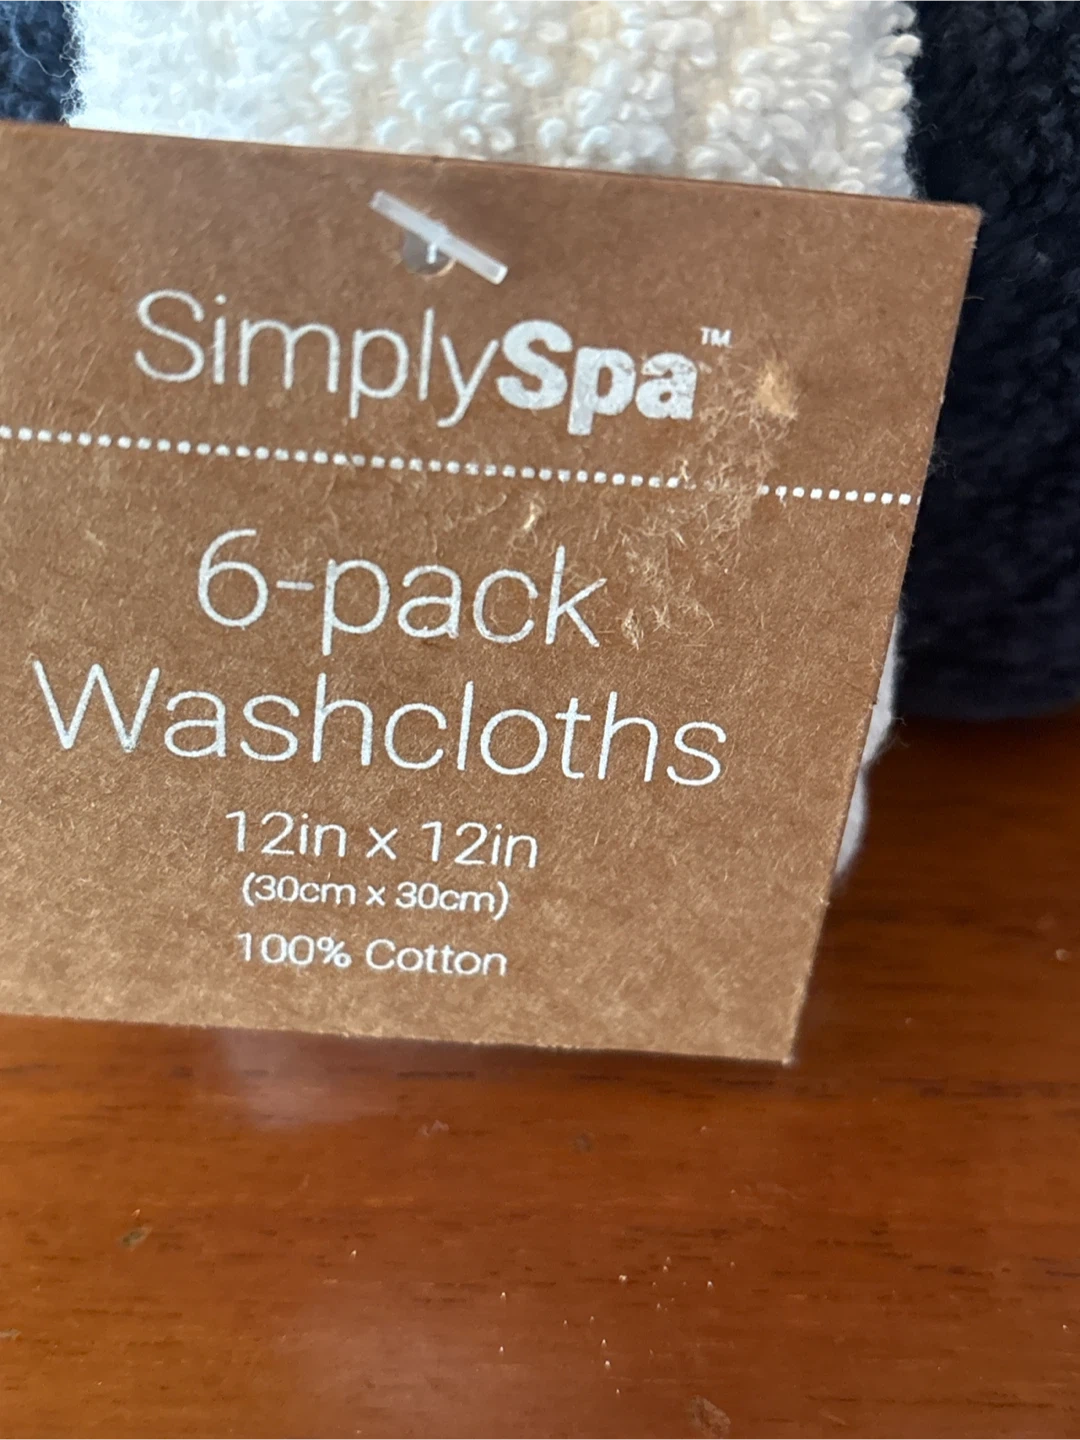 SimplySpa™
6-pack
Washcloths
12in x 12in
(30cm x 30cm)
100% Cotton